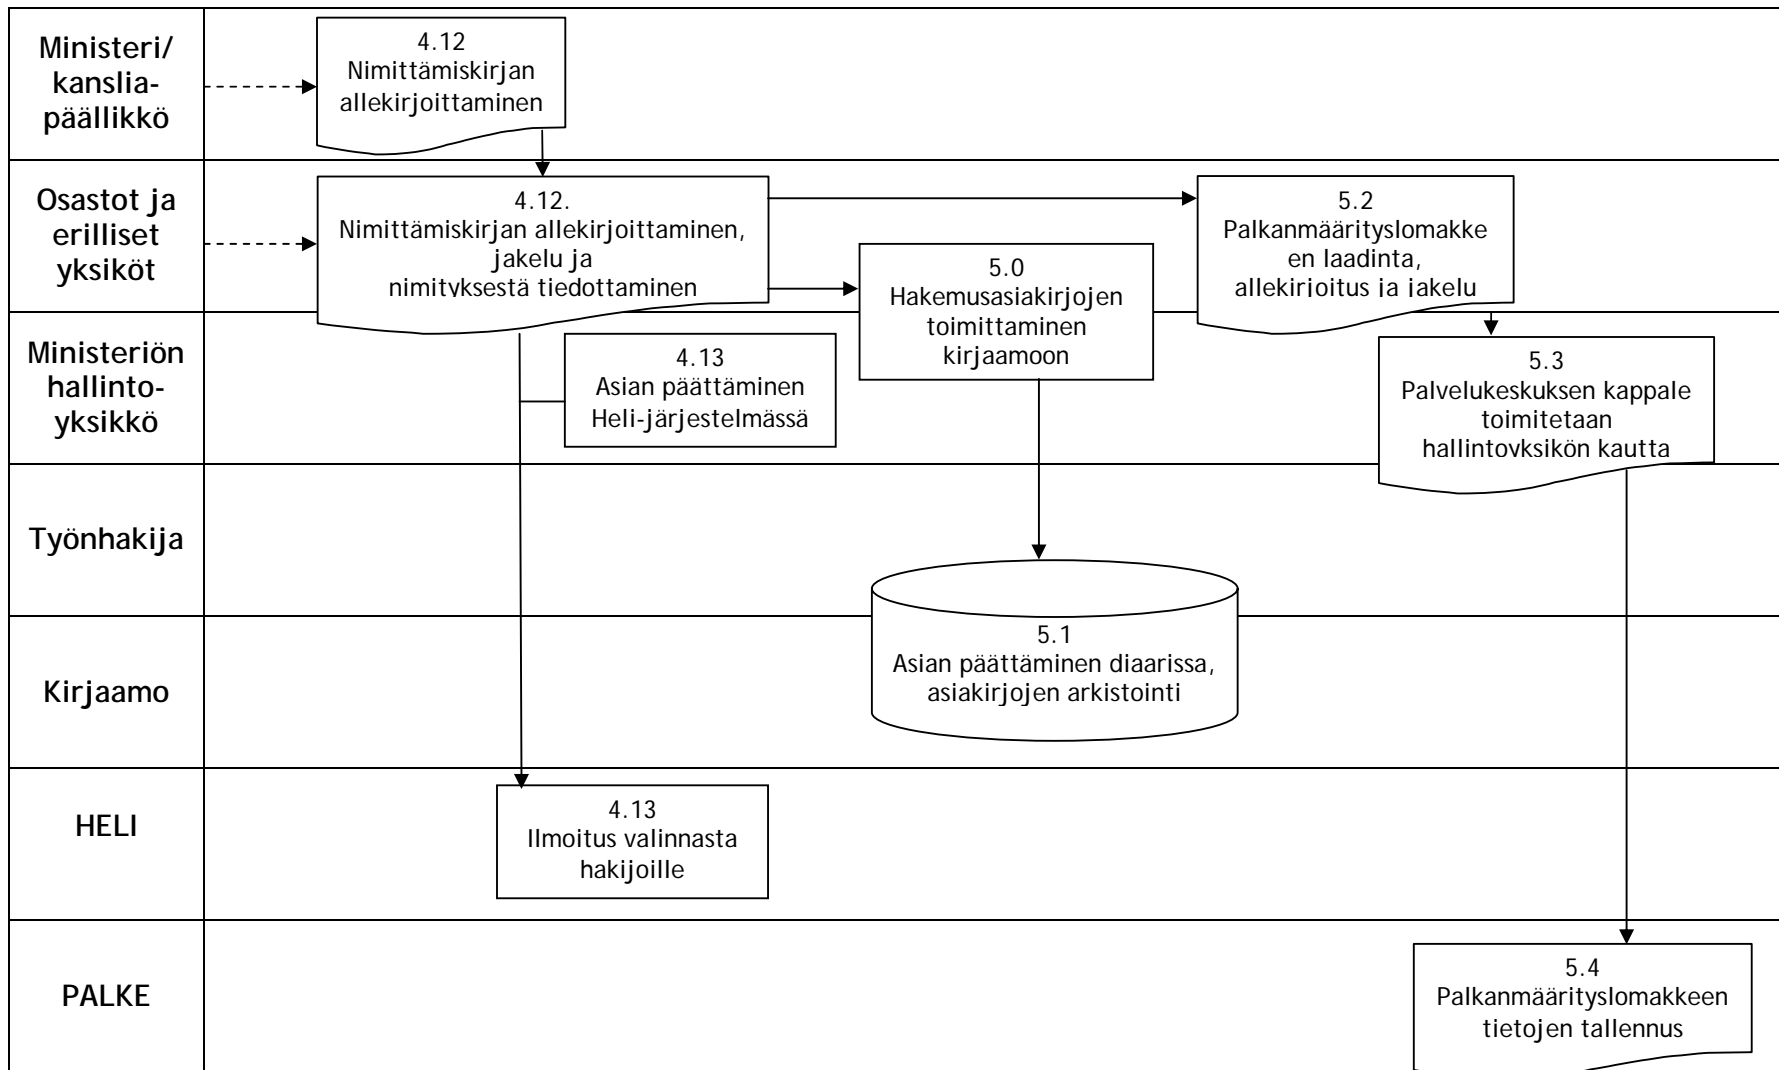 Ministeri/
kanslia-
päällikkö
4.12
Nimittämiskirjan
allekirjoittaminen
Osastot ja
erilliset
yksiköt
4.12.
Nimittämiskirjan allekirjoittaminen,
jakelu ja
nimityksestä tiedottaminen
5.0
Hakemusasiakirjojen
toimittaminen
kirjaamoon
5.2
Palkanmäärityslomakke
en laadinta,
allekirjoitus ja jakelu
Ministeriön
hallinto-
yksikkö
4.13
Asian päättäminen
Heli-järjestelmässä
5.3
Palvelukeskuksen kappale
toimitetaan
hallintoyksikön kautta
Työnhakija
Kirjaamo
5.1
Asian päättäminen diaarissa,
asiakirjojen arkistointi
HELI
4.13
Ilmoitus valinnasta
hakijoille
PALKE
5.4
Palkanmäärityslomakkeen
tietojen tallennus